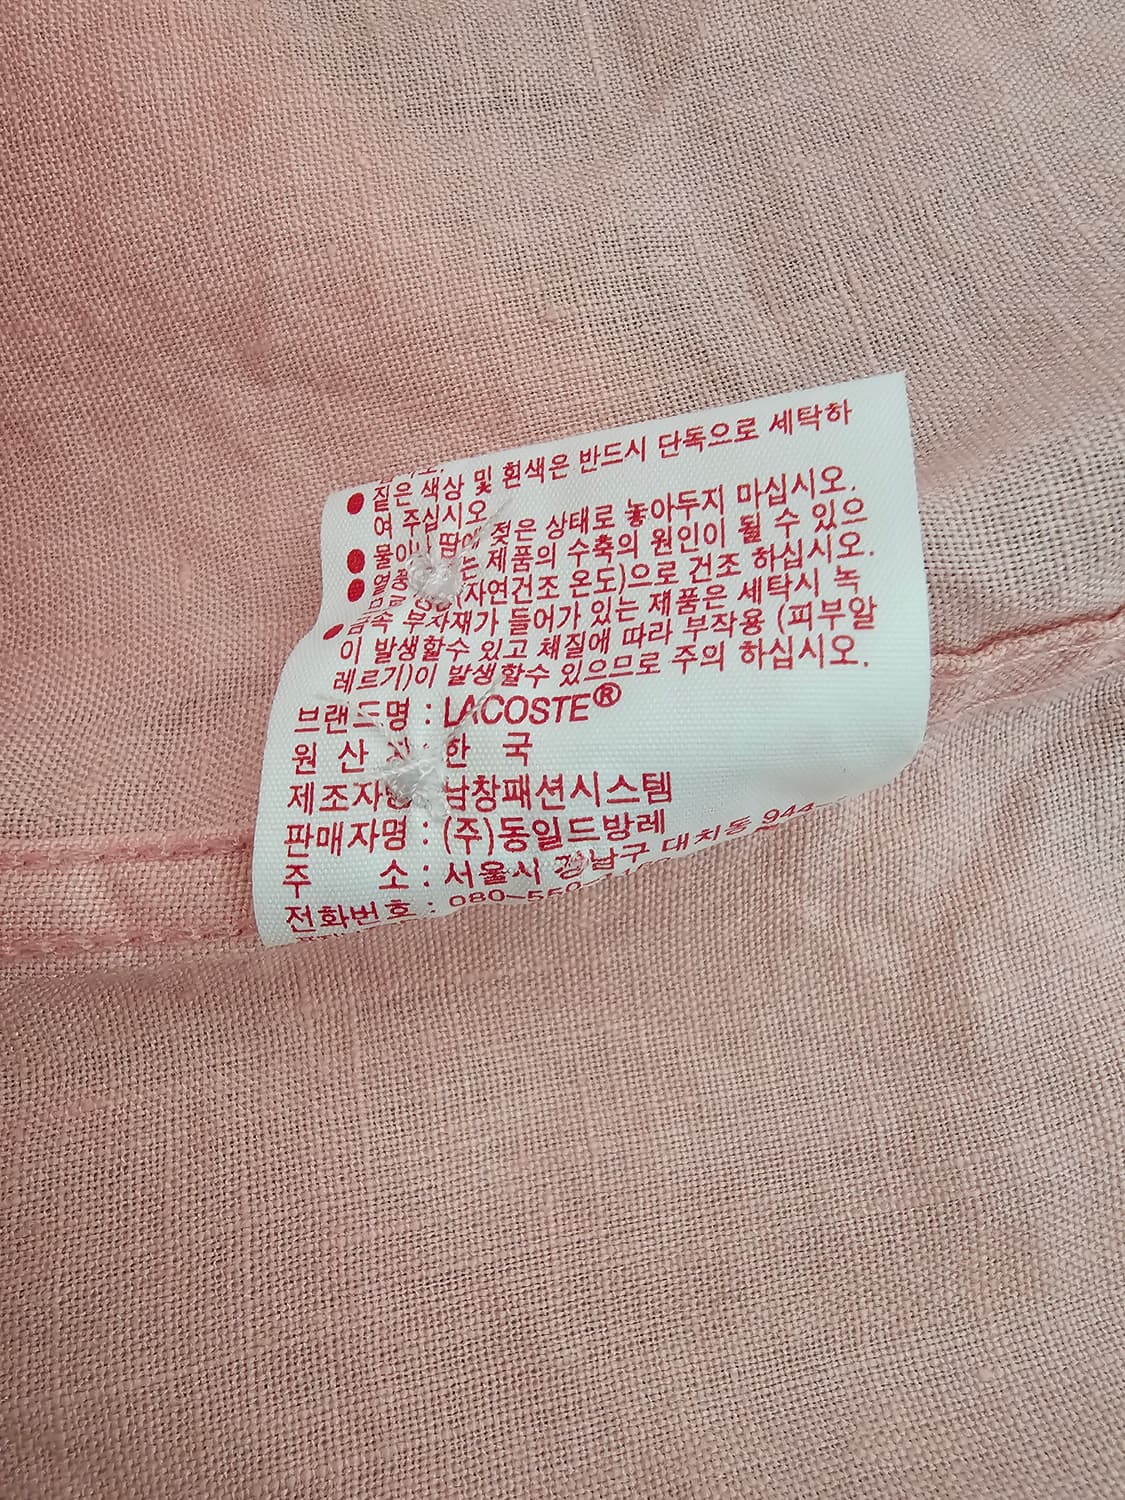 ● 짙은 색상 및 흰색은 반드시 단독으로 세탁하
여 주십시오.
● 물이나 땀에 젖은 상태로 놓아두지 마십시오.
● 는 제품의 수축의 원인이 될 수 있으
(자연건조 온도)으로 건조 하십시오.
● 금속 부자재가 들어가 있는 제품은 세탁시 녹
이 발생할수 있고 체질에 따라 부작용 (피부알
레르기)이 발생할수 있으므로 주의 하십시오.
브랜드명 : LACOSTE®
원 산 지 : 한 국
제조자명 : 남창패션시스템
판매자명 : (주)동일드방레
주 소 : 서울시 강남구 대치동 944-
전화번호 : 080-550-